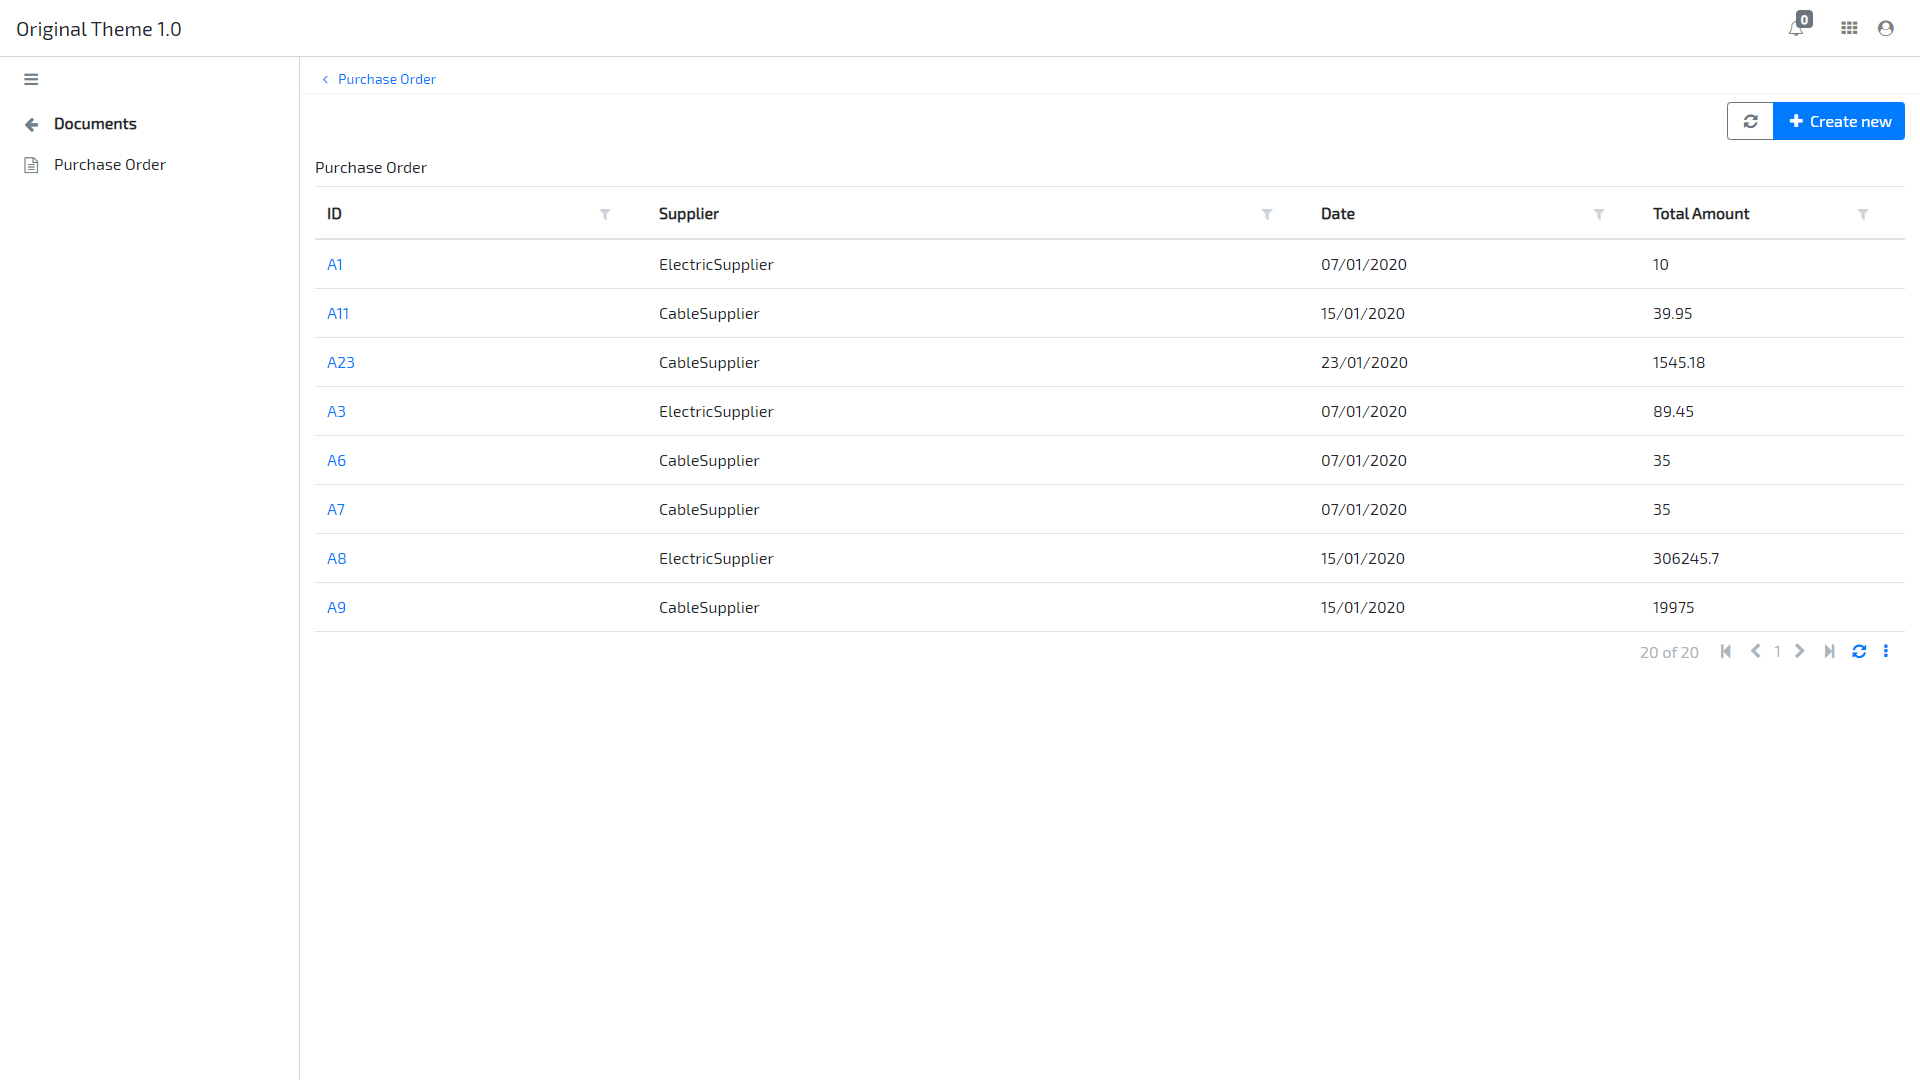 Original Theme 1.0
0
Purchase Order
Documents
Purchase Order
Create new
Purchase Order
ID Supplier Date Total Amount
A1 ElectricSupplier 07/01/2020 10
A11 CableSupplier 15/01/2020 39.95
A23 CableSupplier 23/01/2020 1545.18
A3 ElectricSupplier 07/01/2020 89.45
A6 CableSupplier 07/01/2020 35
A7 CableSupplier 07/01/2020 35
A8 ElectricSupplier 15/01/2020 306245.7
A9 CableSupplier 15/01/2020 19975
20 of 20 1